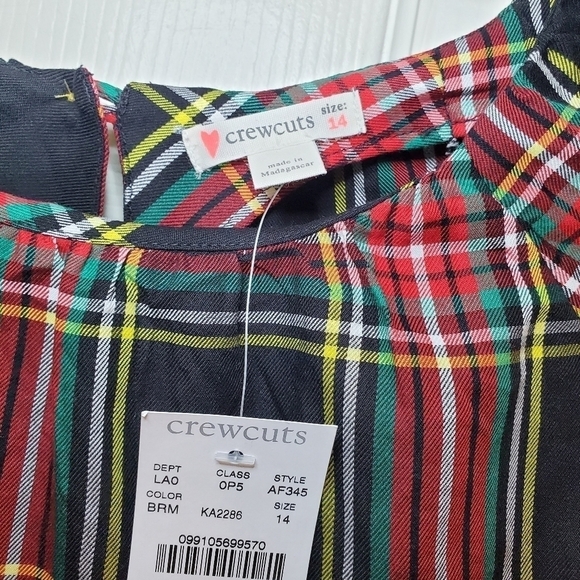 crewcuts size: 14
made in
Madagascar
crewcuts
DEPT CLASS STYLE
LA0 0P5 AF345
COLOR SIZE
BRM KA2286 14
099105699570